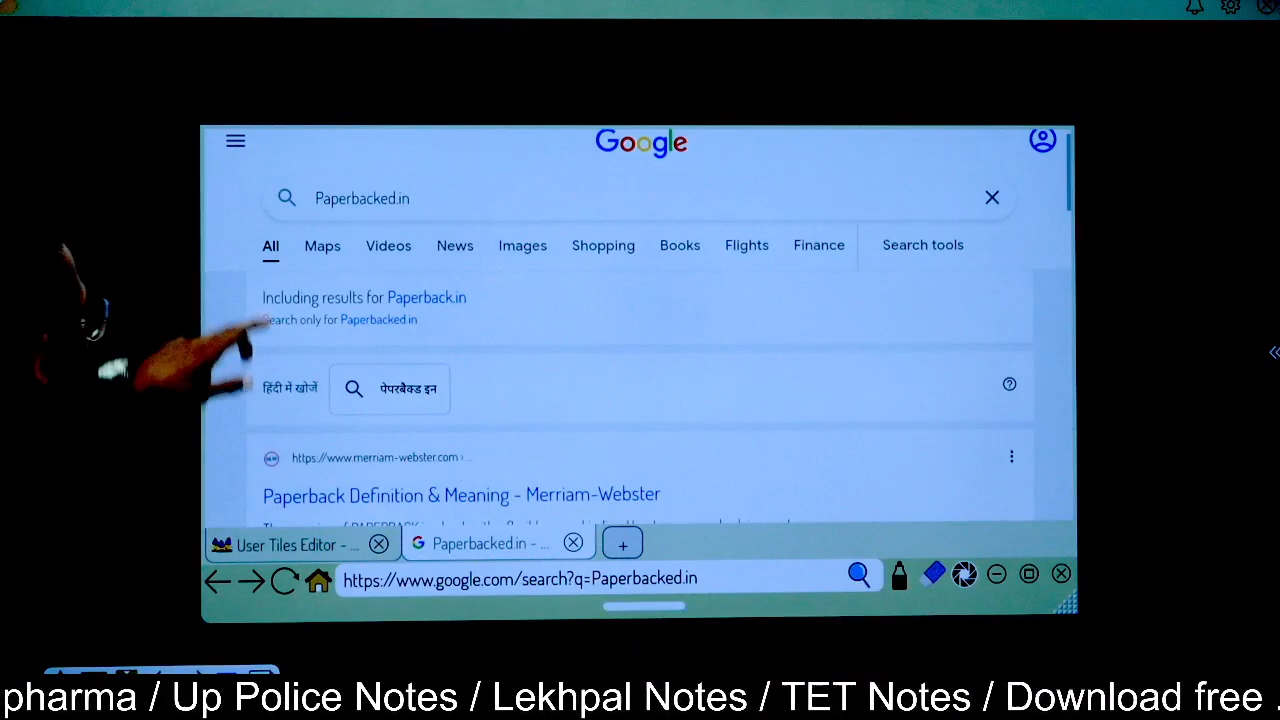 Google
Paperbacked.in
All Maps Videos News Images Shopping Books Flights Finance Search tools
Including results for Paperback.in
Search only for Paperbacked in
हिंदी में खोजें पेपरबैक्ड इन
https://www.merriam-webster.com ›...
Paperback Definition & Meaning - Merriam-Webster
User Tiles Editor - ... Paperbacked.in - ...
https://www.google.com/search?q=Paperbacked.in
pharma / Up Police Notes / Lekhpal Notes / TET Notes / Download free